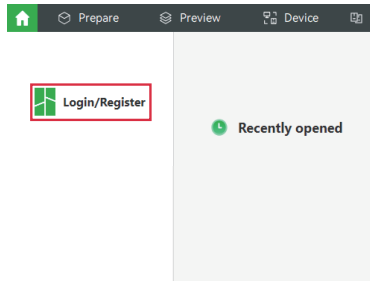 Prepare
Preview
Device
Login/Register
Recently opened